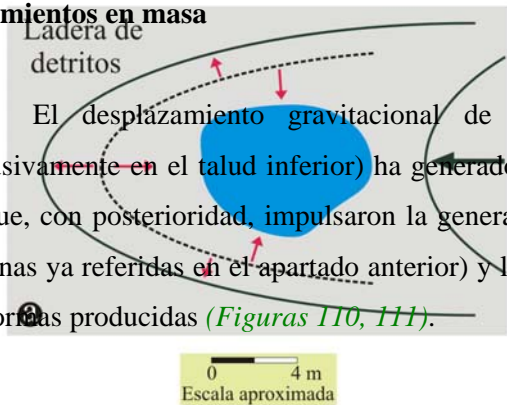 mientos en masa
Ladera de
detritos
El desplazamiento gravitacional de
usivamente en el talud inferior) ha generado
ue, con posterioridad, impulsaron la genera
nas ya referidas en el apartado anterior) y l
ormas producidas (Figuras 110, 111).
0 4 m
Escala aproximada